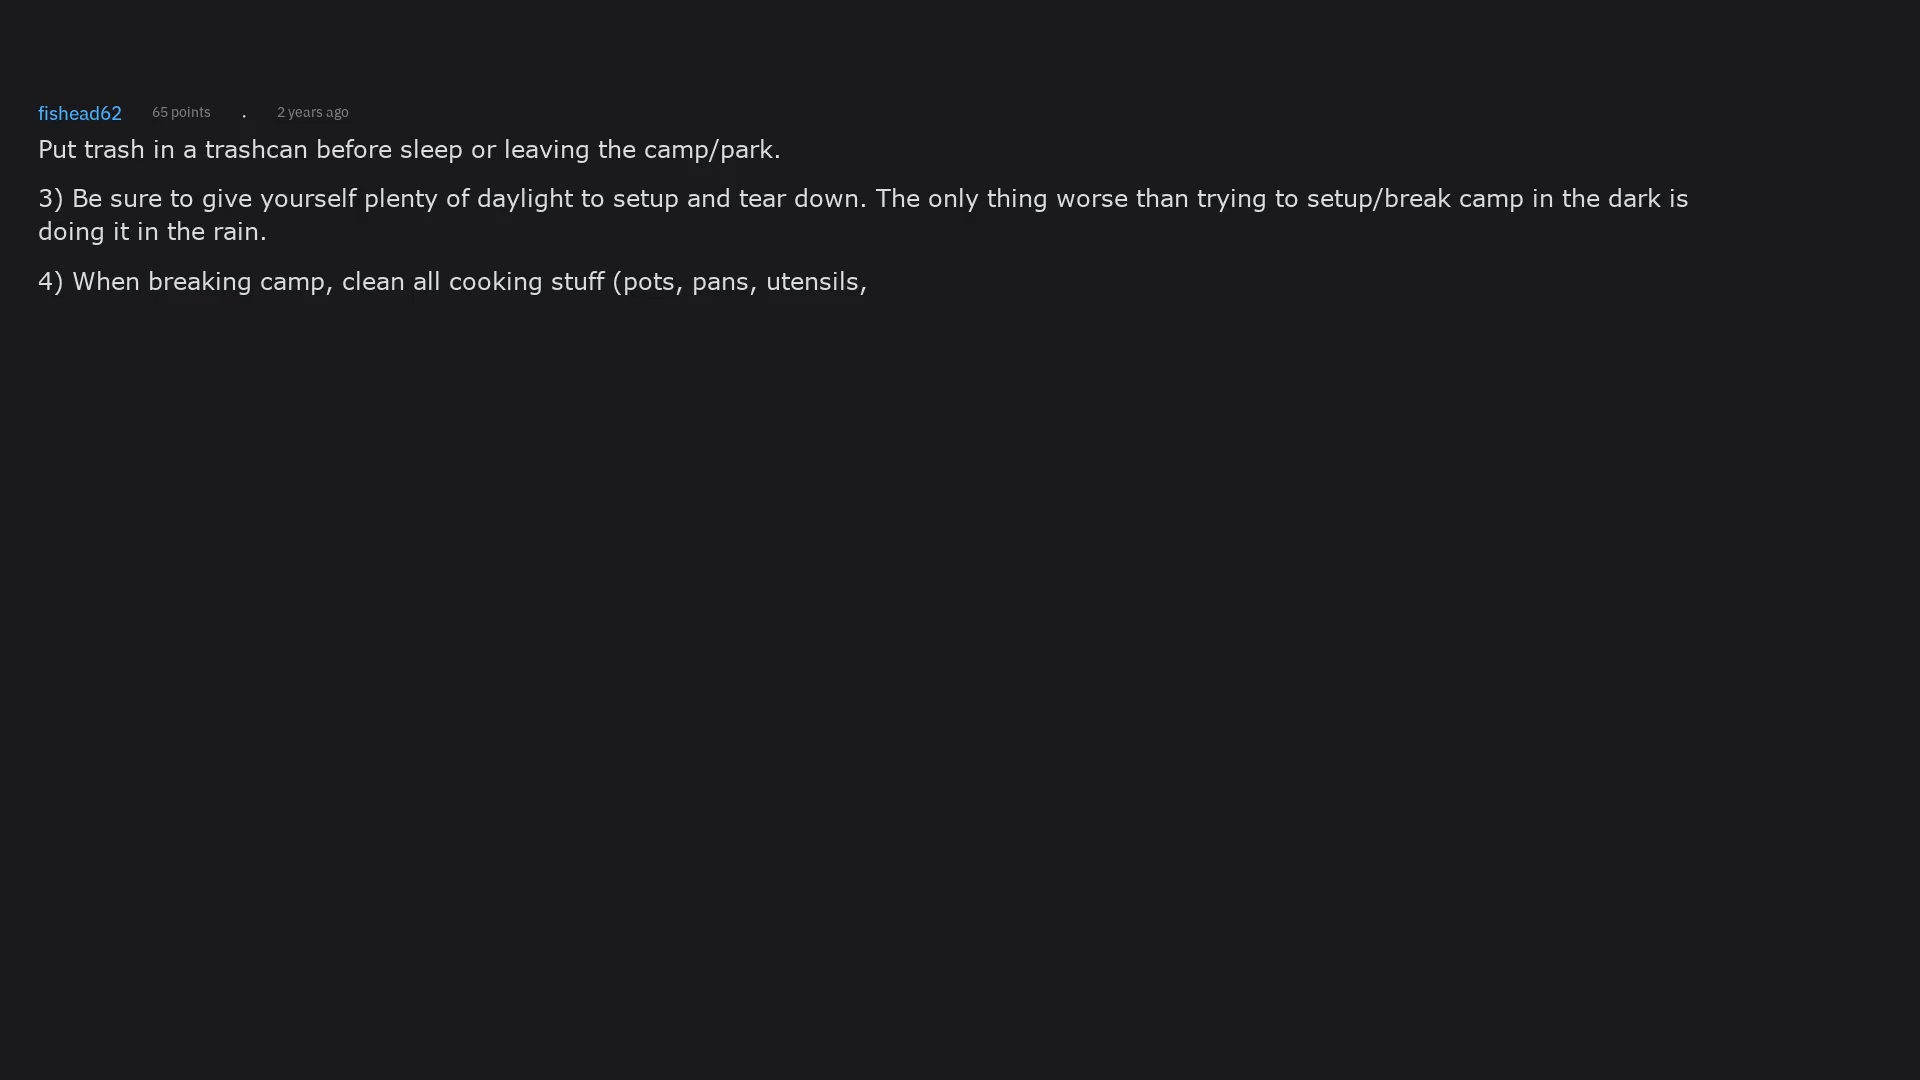 fishead62 65 points . 2 years ago
Put trash in a trashcan before sleep or leaving the camp/park.
3) Be sure to give yourself plenty of daylight to setup and tear down. The only thing worse than trying to setup/break camp in the dark is
doing it in the rain.
4) When breaking camp, clean all cooking stuff (pots, pans, utensils,